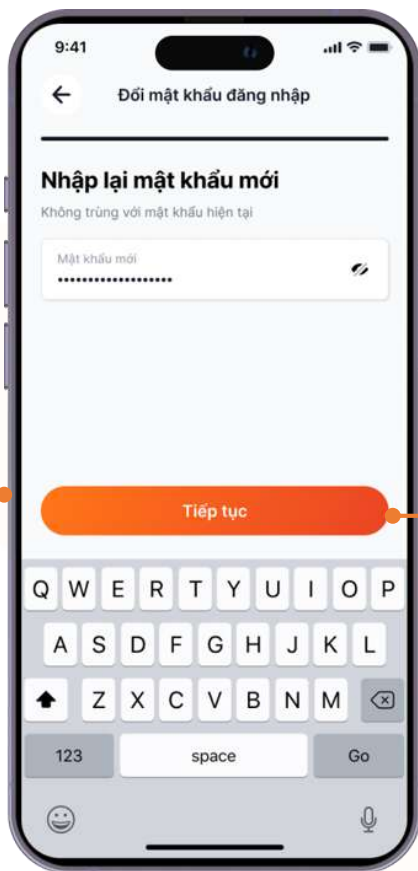 9:41
Đổi mật khẩu đăng nhập
Nhập lại mật khẩu mới
Không trùng với mật khẩu hiện tại
Mật khẩu mới
Tiếp tục
Q W E R T Y U I O P
A S D F G H J K L
Z X C V B N M
123 space Go